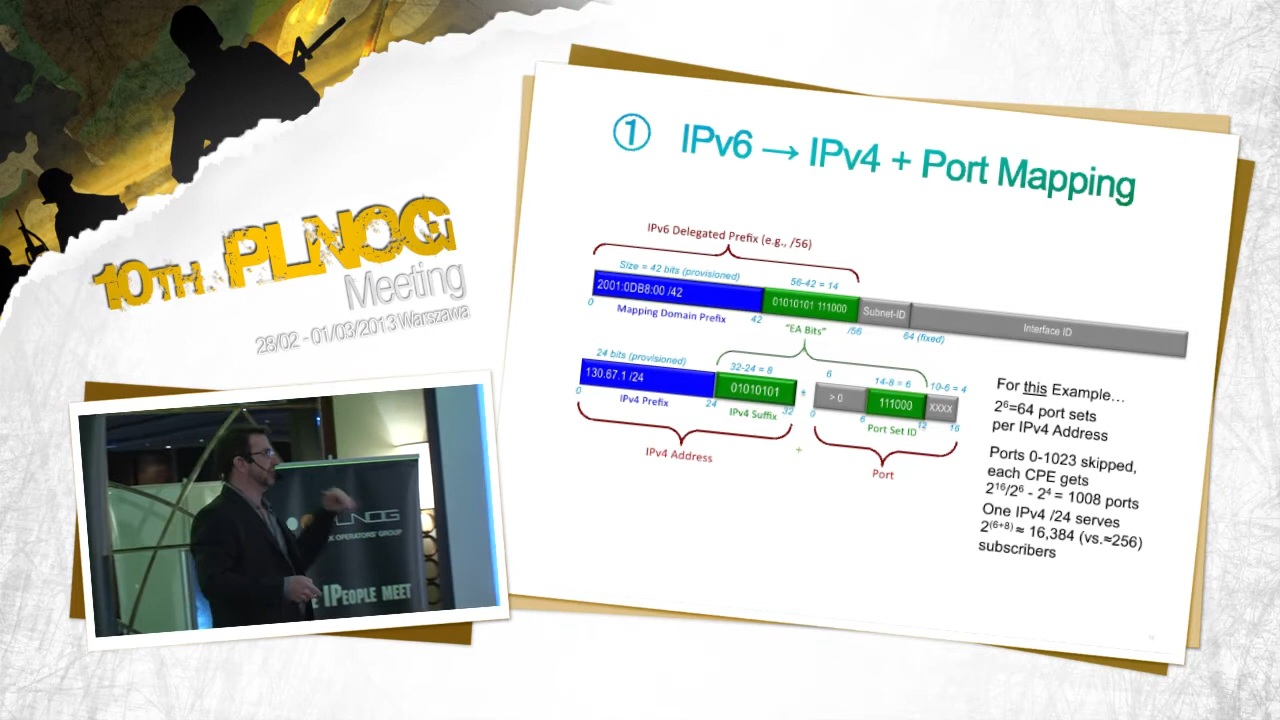 10TH. PLNOG
Meeting
28/02 - 01/03/2013 Warszawa
① IPv6 → IPv4 + Port Mapping
IPv6 Delegated Prefix (e.g., /56)
Size = 42 bits (provisioned)
56-42 = 14
2001:0DB8:00 /42
01010101 111000
Subnet-ID
Interface ID
0
Mapping Domain Prefix
42
"EA Bits"
/56
64 (fixed)
24 bits (provisioned)
32-24 = 8
6
14-8 = 6
10-6 = 4
130.67.1 /24
01010101
+
> 0
111000
XXXX
0
IPv4 Prefix
24
IPv4 Suffix
32
0
6
Port Set ID
12
16
IPv4 Address
+
Port
For this Example…
2⁶=64 port sets
per IPv4 Address
Ports 0-1023 skipped,
each CPE gets
2¹⁶/2⁶ - 2⁴ = 1008 ports
One IPv4 /24 serves
2⁽⁶⁺⁸⁾ ≈ 16,384 (vs.≈256)
subscribers
LNOG
K OPERATORS' GROUP
E IPEOPLE MEET